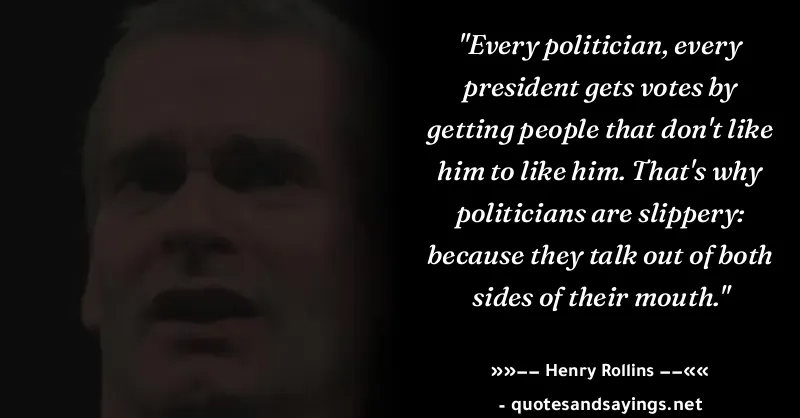 "Every politician, every
president gets votes by
getting people that don't like
him to like him. That's why
politicians are slippery:
because they talk out of both
sides of their mouth."
»»−− Henry Rollins −−««
- quotesandsayings.net